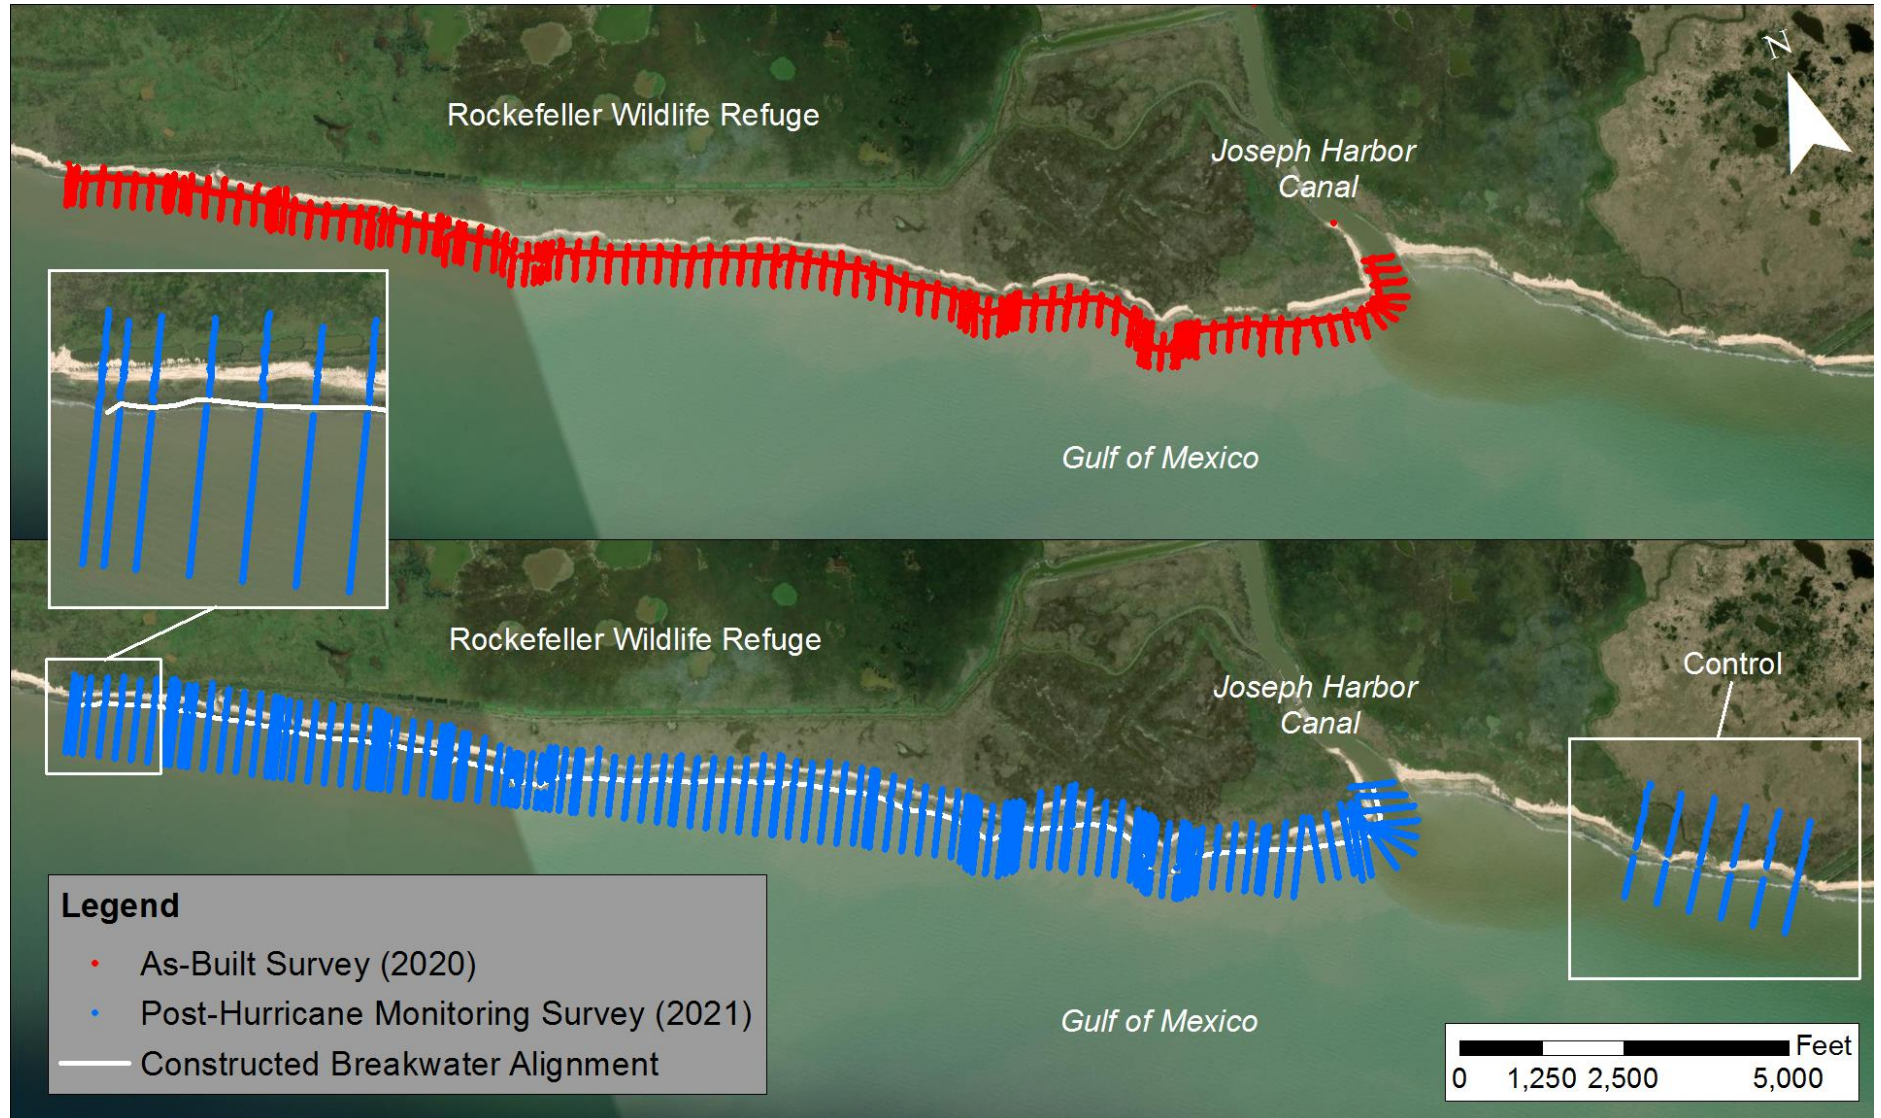 N
Rockefeller Wildlife Refuge
Joseph Harbor
Canal
Gulf of Mexico
Rockefeller Wildlife Refuge
Control
Joseph Harbor
Canal
Legend
As-Built Survey (2020)
Post-Hurricane Monitoring Survey (2021)
Constructed Breakwater Alignment
Gulf of Mexico
Feet
0 1,250 2,500 5,000